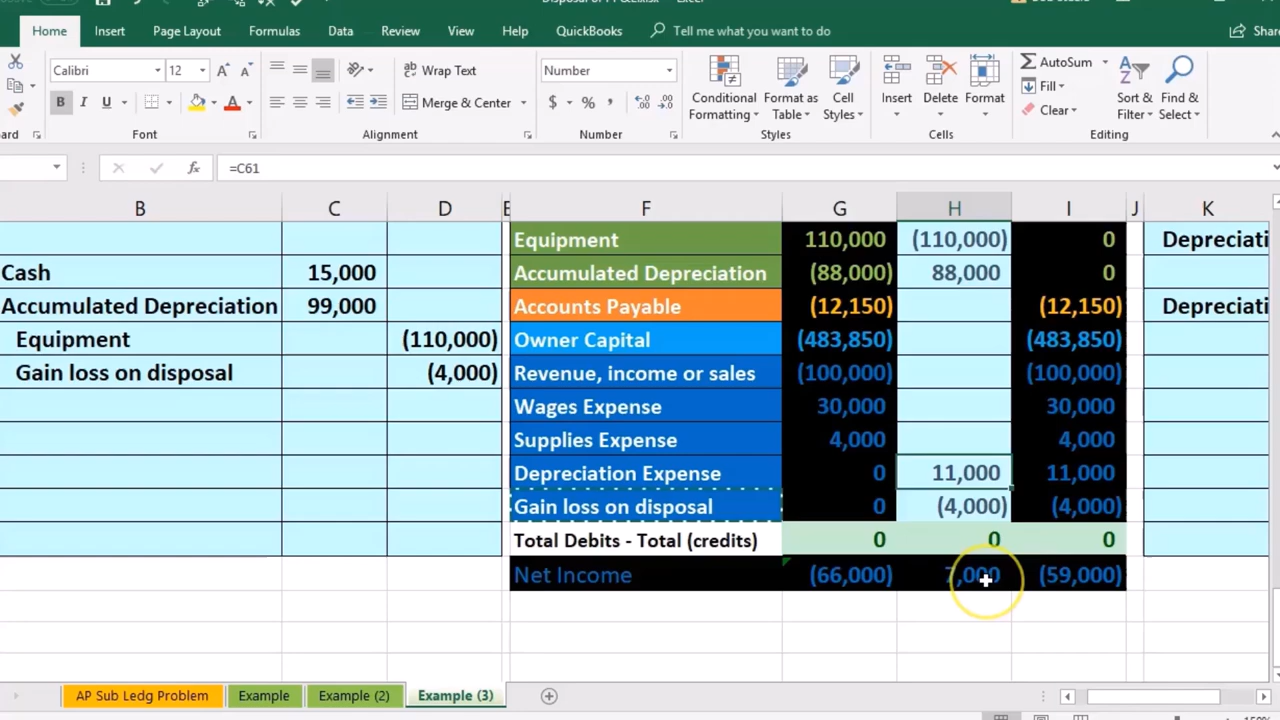 Home Insert Page Layout Formulas Data Review View Help QuickBooks Tell me what you want to do
Calibri 12 A A Wrap Text Number AutoSum
Fill
B I U A Merge & Center $ % , Conditional Formatting Format as Table Cell Styles Insert Delete Format Clear Sort & Filter Find & Select
Font Alignment Number Styles Cells Editing
fx =C61
B C D F G H I J K
Equipment 110,000 (110,000) 0
Cash 15,000 Accumulated Depreciation (88,000) 88,000 0
Accumulated Depreciation 99,000 Accounts Payable (12,150) (12,150)
Equipment (110,000) Owner Capital (483,850) (483,850)
Gain loss on disposal (4,000) Revenue, income or sales (100,000) (100,000)
Wages Expense 30,000 30,000
Supplies Expense 4,000 4,000
Depreciation Expense 0 11,000 11,000
Gain loss on disposal 0 (4,000) (4,000)
Total Debits - Total (credits) 0 0 0
Net Income (66,000) 7,000 (59,000)
AP Sub Ledg Problem Example Example (2) Example (3)